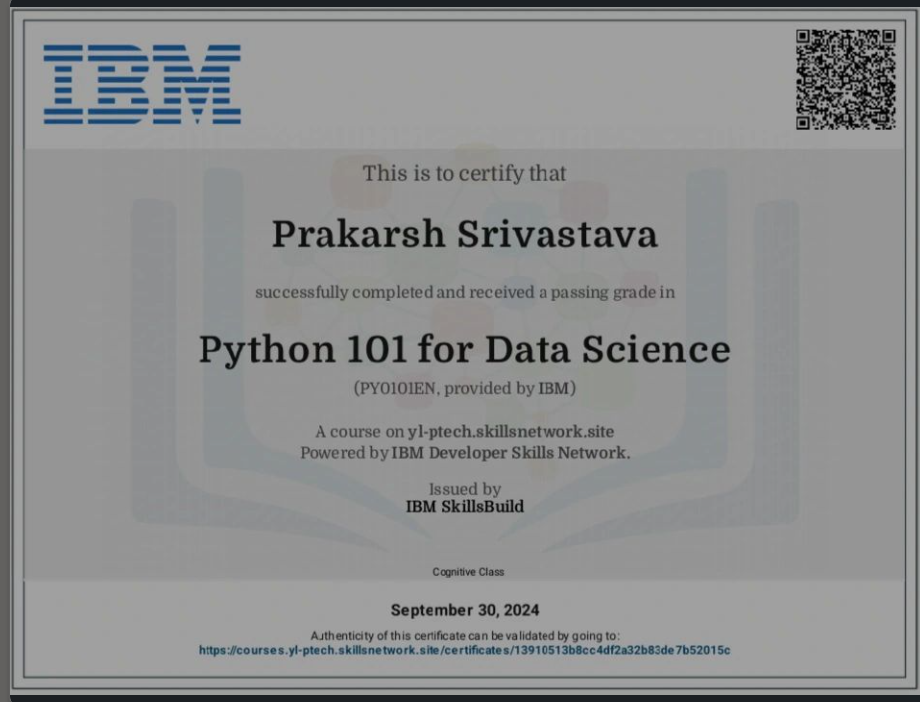 IBM
This is to certify that
Prakarsh Srivastava
successfully completed and received a passing grade in
Python 101 for Data Science
(PY0101EN, provided by IBM)
A course on yl-ptech.skillsnetwork.site
Powered by IBM Developer Skills Network.
Issued by
IBM SkillsBuild
Cognitive Class
September 30, 2024
Authenticity of this certificate can be validated by going to:
https://courses.yl-ptech.skillsnetwork.site/certificates/13910513b8cc4df2a32b83de7b52015c